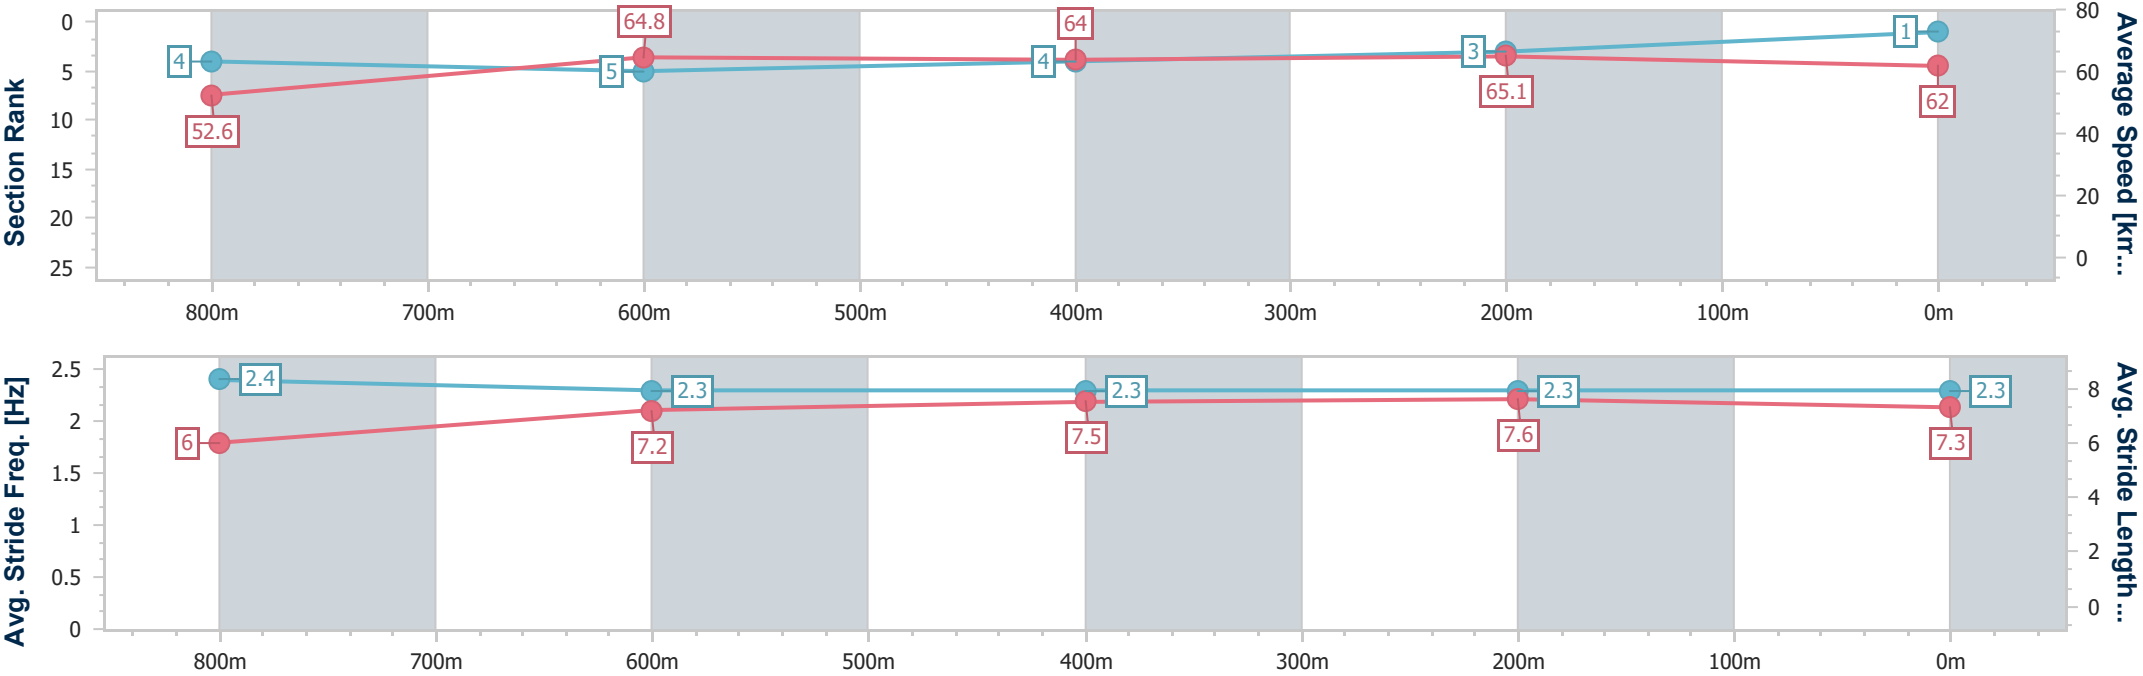 Section Rank
0
5
10
15
20
25
4
5
4
3
1
52.6
64.8
64
65.1
62
80
60
40
20
0
Average Speed [km...
800m
700m
600m
500m
400m
300m
200m
100m
0m
Avg. Stride Freq. [Hz]
2.5
2
1.5
1
0.5
0
2.4
2.3
2.3
2.3
2.3
6
7.2
7.5
7.6
7.3
8
6
4
2
0
Avg. Stride Length ...
800m
700m
600m
500m
400m
300m
200m
100m
0m